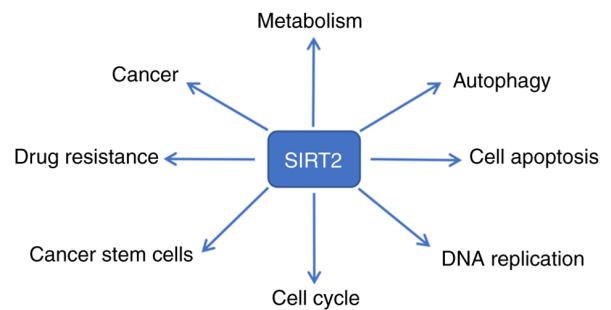 Metabolism
Cancer
Autophagy
Drug resistance
SIRT2
Cell apoptosis
Cancer stem cells
DNA replication
Cell cycle